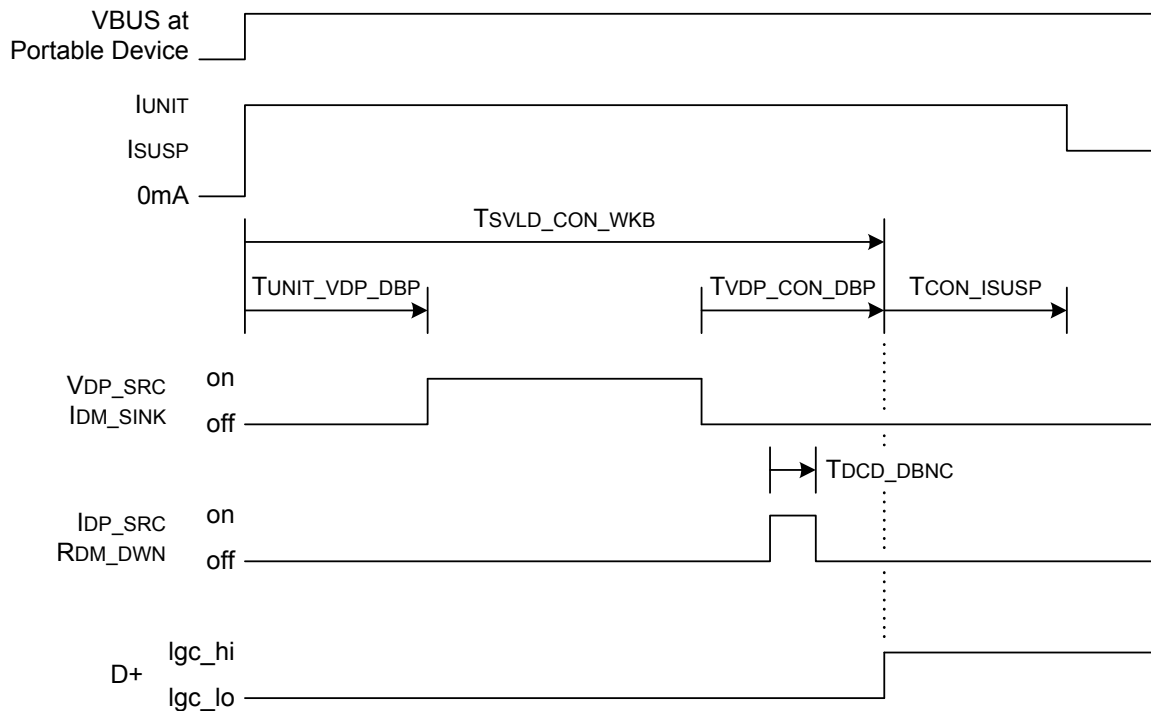 VBUS at
Portable Device
IUNIT
ISUSP
0mA
TSVLD_CON_WKB
TUNIT_VDP_DBP
TVDP_CON_DBP
TCON_ISUSP
VDP_SRC
on
IDM_SINK
off
TDCD_DBNC
IDP_SRC
on
RDM_DWN
off
lgc_hi
D+
lgc_lo